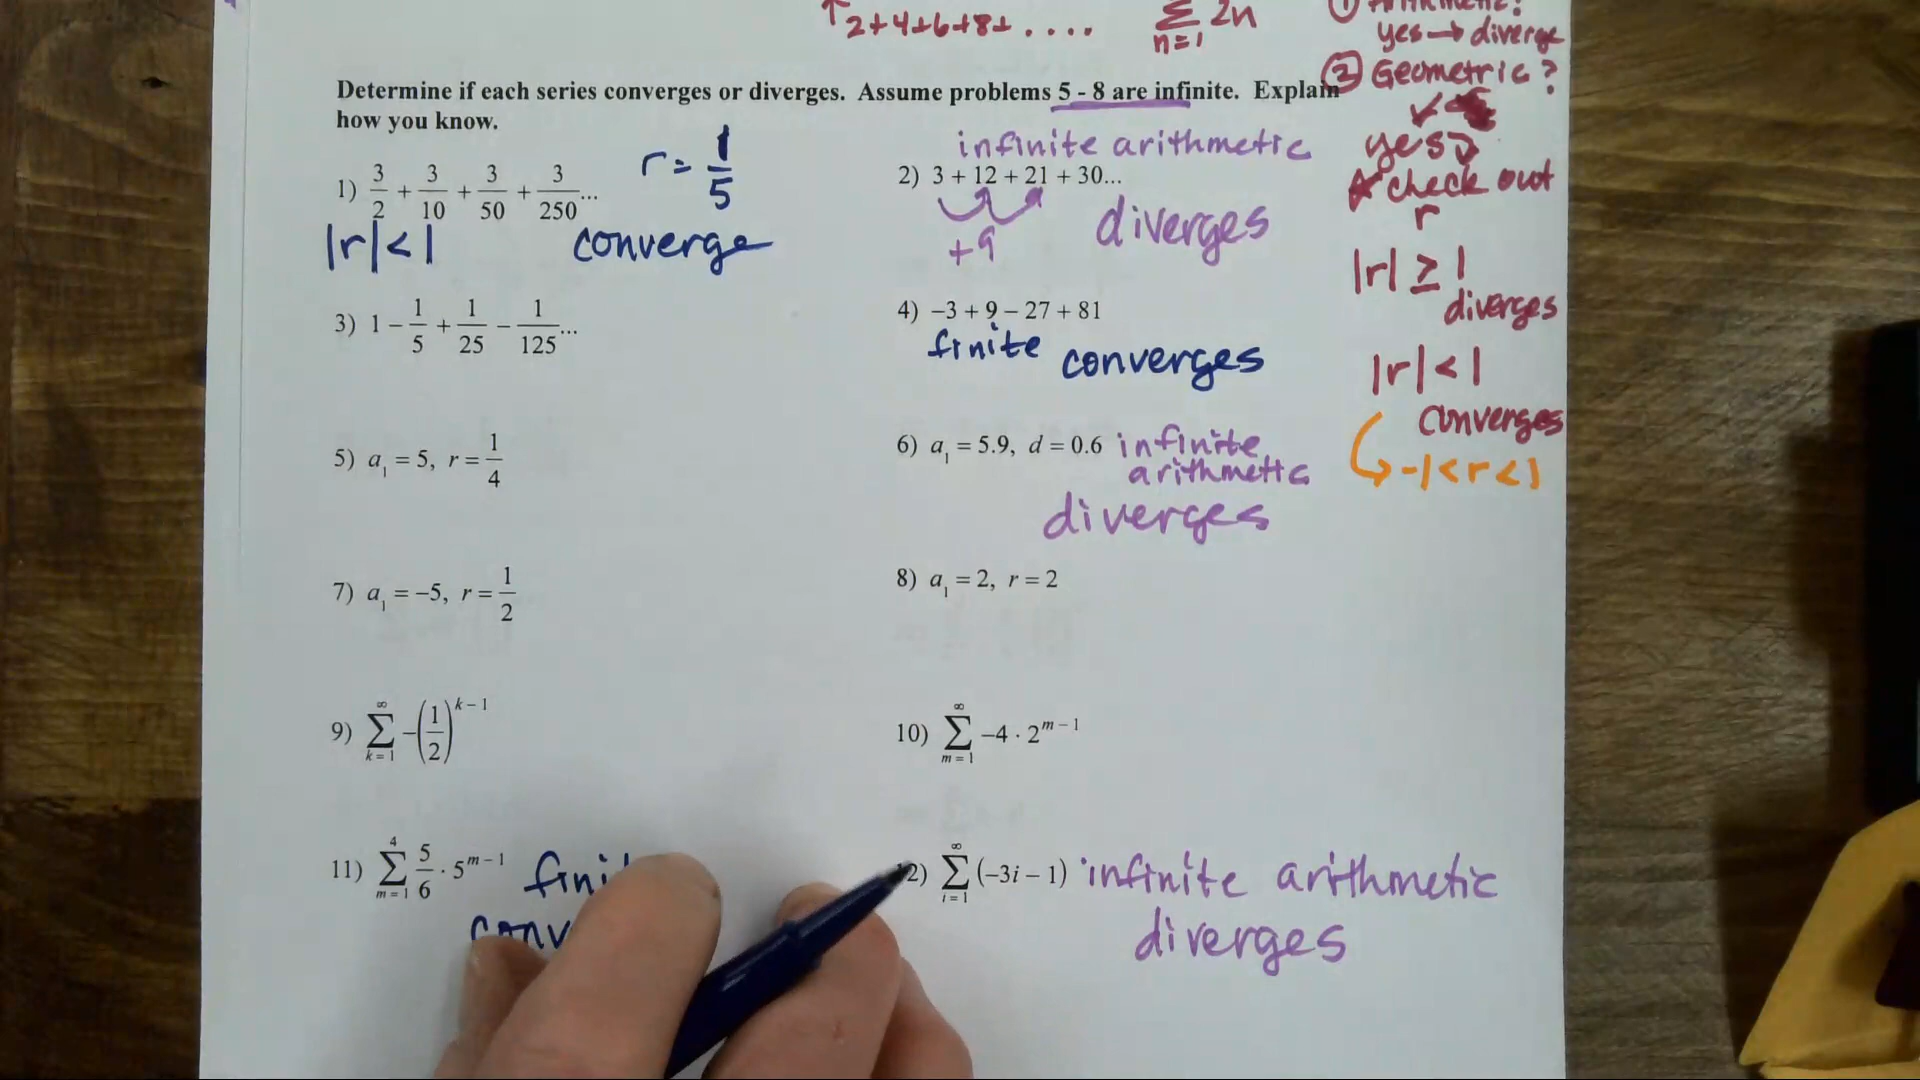 ↑2+4+6+8+ ....
∑ 2n
n=1
① Arithmetic?
yes → diverge
② Geometric?
yes
check out
r
|r| ≥ 1
diverges
|r| < 1
converges
-1 < r < 1
Determine if each series converges or diverges. Assume problems 5 - 8 are infinite. Explain
how you know.
1) 3/2 + 3/10 + 3/50 + 3/250 ...
r = 1/5
|r| < 1 converge
infinite arithmetic
2) 3 + 12 + 21 + 30...
+9
diverges
3) 1 − 1/5 + 1/25 − 1/125 ...
4) −3 + 9 − 27 + 81
finite converges
5) a₁ = 5, r = 1/4
6) a₁ = 5.9, d = 0.6 infinite
arithmetic
diverges
7) a₁ = −5, r = 1/2
8) a₁ = 2, r = 2
9) ∞ ∑ k = 1 −(1/2)^(k − 1)
10) ∞ ∑ m = 1 −4 · 2^(m − 1)
11) 4 ∑ m = 1 5/6 · 5^(m − 1)
12) ∞ ∑ i = 1 (−3i − 1) infinite arithmetic
diverges